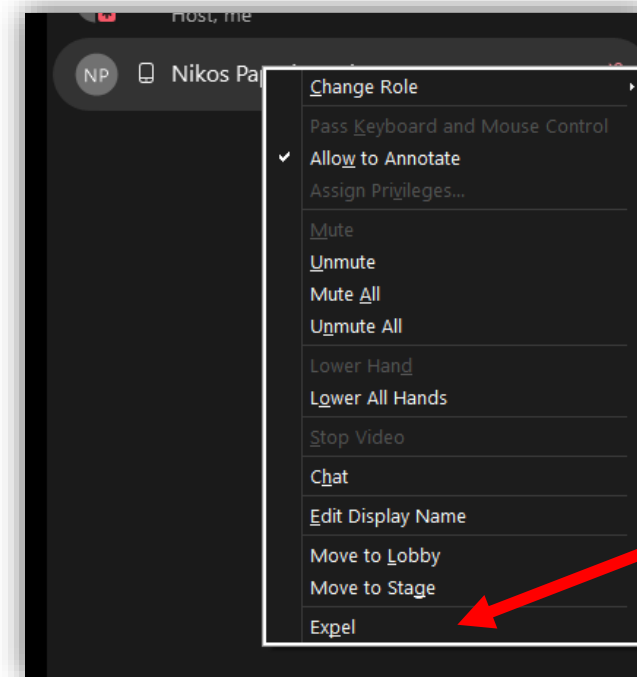 Host, me
NP Nikos
Change Role
Pass Keyboard and Mouse Control
Allow to Annotate
Assign Privileges...
Mute
Unmute
Mute All
Unmute All
Lower Hand
Lower All Hands
Stop Video
Chat
Edit Display Name
Move to Lobby
Move to Stage
Expel